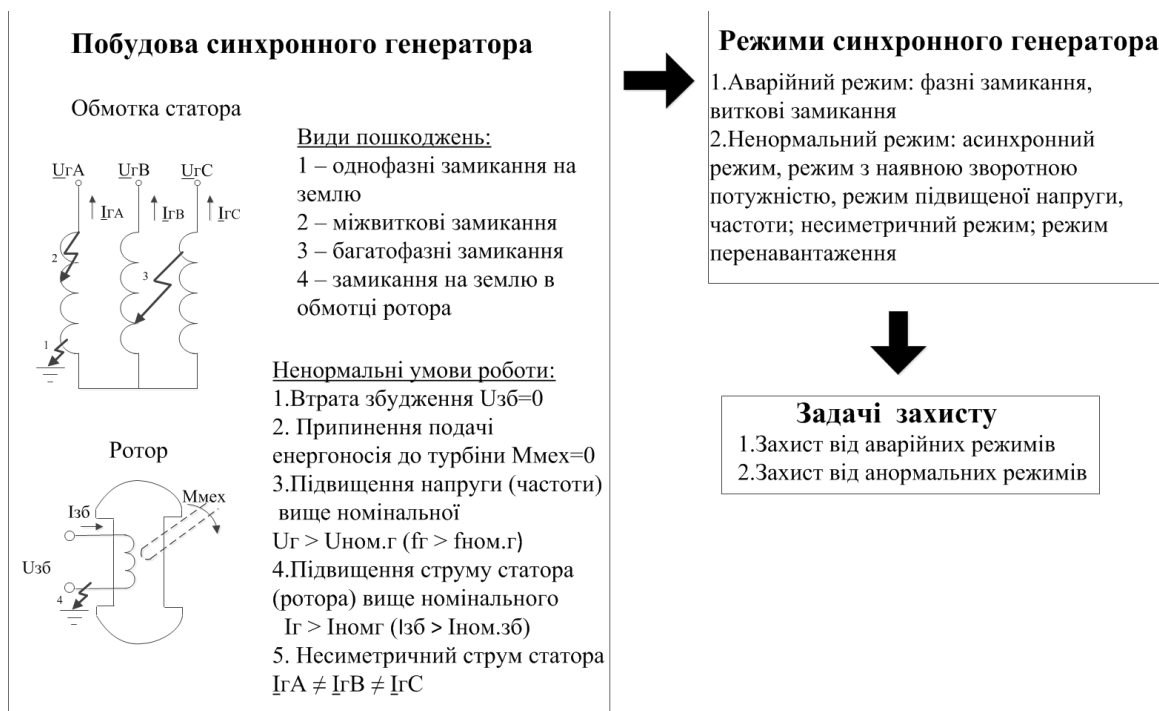 Побудова синхронного генератора
Обмотка статора
UгA UгB UгC
IгA IгB IгC
2
3
1
Види пошкоджень:
1 – однофазні замикання на
землю
2 – міжвиткові замикання
3 – багатофазні замикання
4 – замикання на землю в
обмотці ротора
Ротор
Iзб
Ммех
Uзб
4
Ненормальні умови роботи:
1.Втрата збудження Uзб=0
2. Припинення подачі
енергоносія до турбіни Ммех=0
3.Підвищення напруги (частоти)
вище номінальної
Uг > Uном.г (fг > fном.г)
4.Підвищення струму статора
(ротора) вище номінального
Iг > Iномг (Iзб > Iном.зб)
5. Несиметричний струм статора
IгA ≠ IгB ≠ IгC
Режими синхронного генератора
1.Аварійний режим: фазні замикання,
виткові замикання
2.Ненормальний режим: асинхронний
режим, режим з наявною зворотною
потужністю, режим підвищеної напруги,
частоти; несиметричний режим; режим
перенавантаження
Задачі захисту
1.Захист від аварійних режимів
2.Захист від анормальних режимів